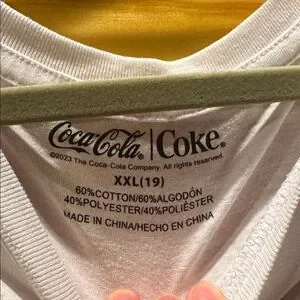 Coca-Cola | Coke®
©2023 The Coca-Cola Company. All rights reserved.
XXL(19)
60%COTTON/60%ALGODÓN
40%POLYESTER/40%POLIÉSTER
MADE IN CHINA/HECHO EN CHINA